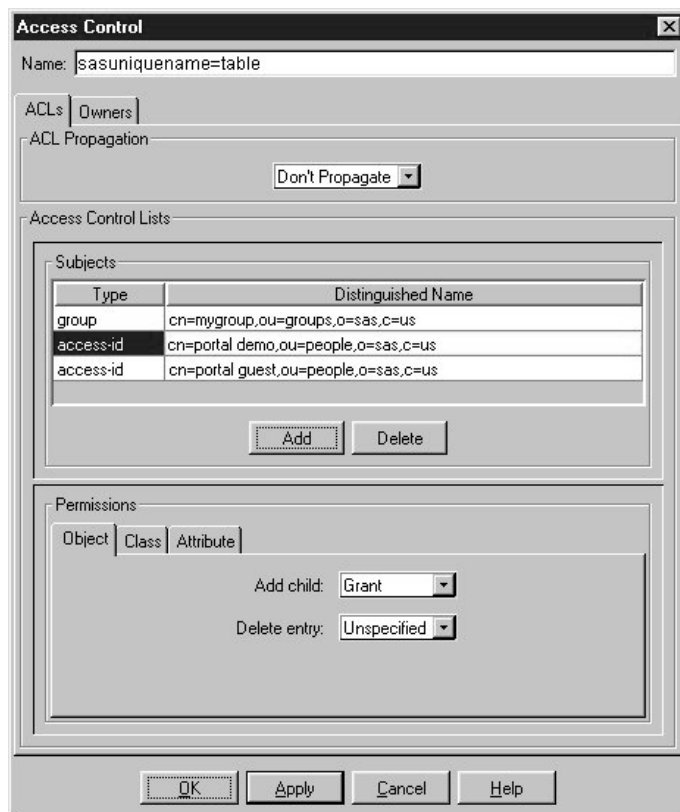 Access Control
Name: sasuniquename=table
ACLs Owners
ACL Propagation
Don't Propagate
Access Control Lists
Subjects
Type Distinguished Name
group cn=mygroup,ou=groups,o=sas,c=us
access-id cn=portal demo,ou=people,o=sas,c=us
access-id cn=portal guest,ou=people,o=sas,c=us
Add Delete
Permissions
Object Class Attribute
Add child: Grant
Delete entry: Unspecified
OK Apply Cancel Help